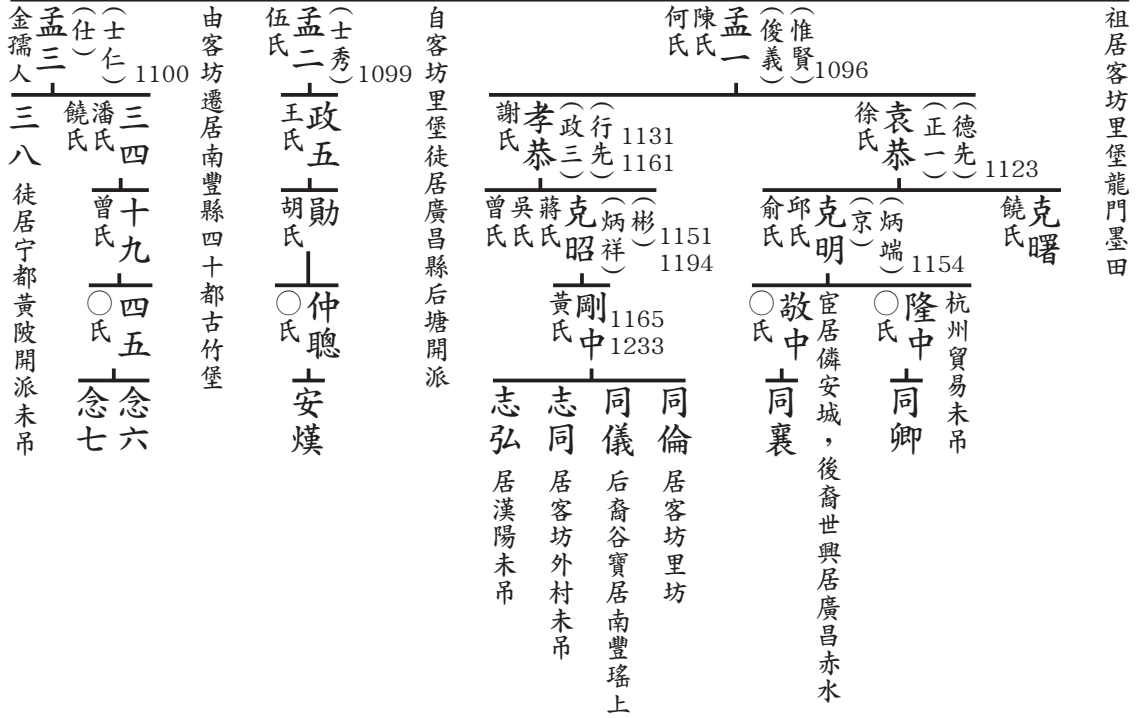 祖居客坊里堡龍門墨田
孟一
(惟賢)
(俊義)
1096
陳氏
何氏
袁恭
(德先)
(正一)
1123
徐氏
孝恭
(行先)
(政三)
1131
1161
謝氏
克曙
饒氏
克明
(炳端)
(京)
1154
邱氏
俞氏
克昭
(彬)
(炳祥)
1151
1194
蔣氏
吳氏
曾氏
杭州貿易未吊
隆中
○氏
宦居僯安城，後裔世興居廣昌赤水
敬中
○氏
剛中
1165
1233
黃氏
同卿
同襄
同倫 居客坊里坊
同儀 后裔谷寶居南豐瑤上
志同 居客坊外村未吊
志弘 居漢陽未吊
自客坊里堡徒居廣昌縣后塘開派
孟二
(士秀)
1099
伍氏
政五
王氏
勛
胡氏
仲聰
○氏
安熯
由客坊遷居南豐縣四十都古竹堡
孟三
(士仁)
(仕)
1100
金孺人
三四
潘氏
饒氏
三八 徒居宁都黃陂開派未吊
十九
曾氏
四五
○氏
念六
念七